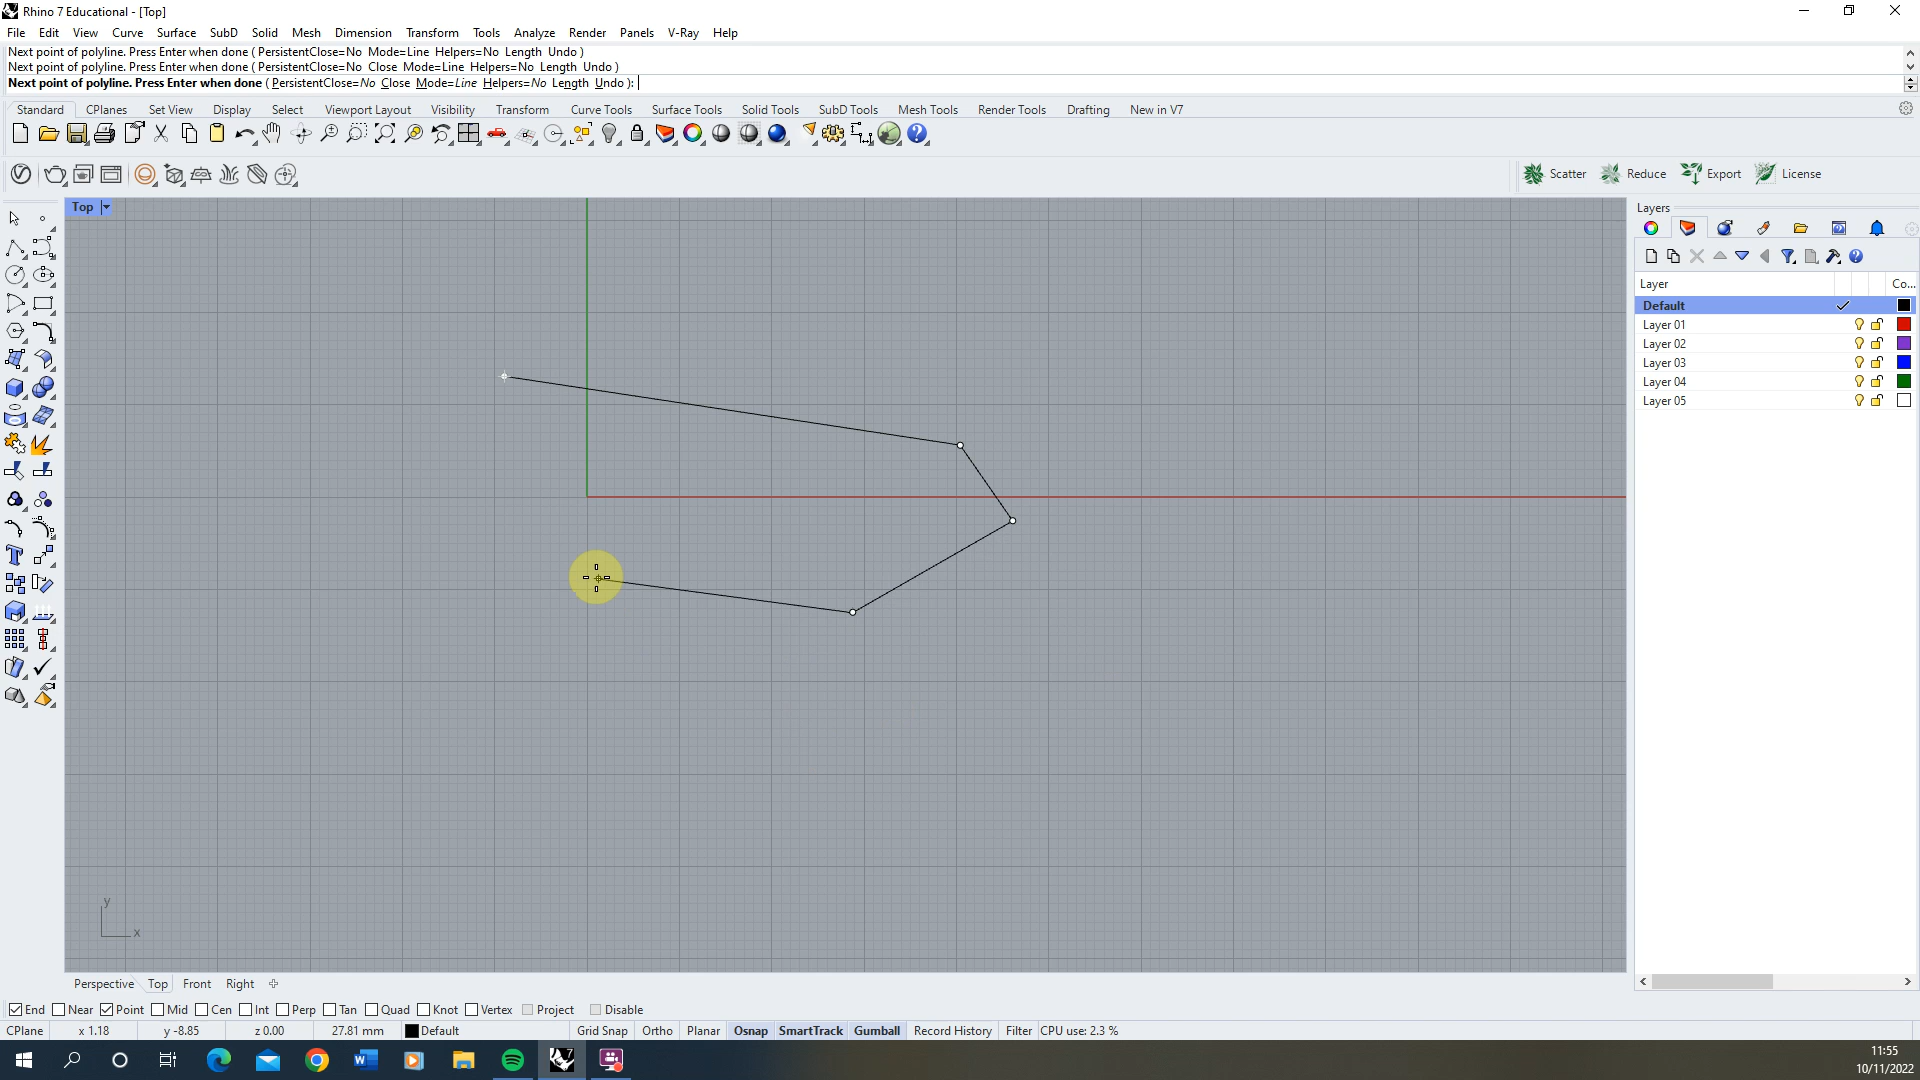 Rhino 7 Educational - [Top]
File Edit View Curve Surface SubD Solid Mesh Dimension Transform Tools Analyze Render Panels V-Ray Help
Next point of polyline. Press Enter when done ( PersistentClose=No Mode=Line Helpers=No Length Undo )
Next point of polyline. Press Enter when done ( PersistentClose=No Close Mode=Line Helpers=No Length Undo )
Next point of polyline. Press Enter when done ( PersistentClose=No Close Mode=Line Helpers=No Length Undo ):
Standard CPlanes Set View Display Select Viewport Layout Visibility Transform Curve Tools Surface Tools Solid Tools SubD Tools Mesh Tools Render Tools Drafting New in V7
Scatter Reduce Export License
Top
Layers
Layer Co...
Default
Layer 01
Layer 02
Layer 03
Layer 04
Layer 05
y
x
Perspective Top Front Right
End Near Point Mid Cen Int Perp Tan Quad Knot Vertex Project Disable
CPlane x 1.18 y -8.85 z 0.00 27.81 mm Default Grid Snap Ortho Planar Osnap SmartTrack Gumball Record History Filter CPU use: 2.3 %
11:55
10/11/2022